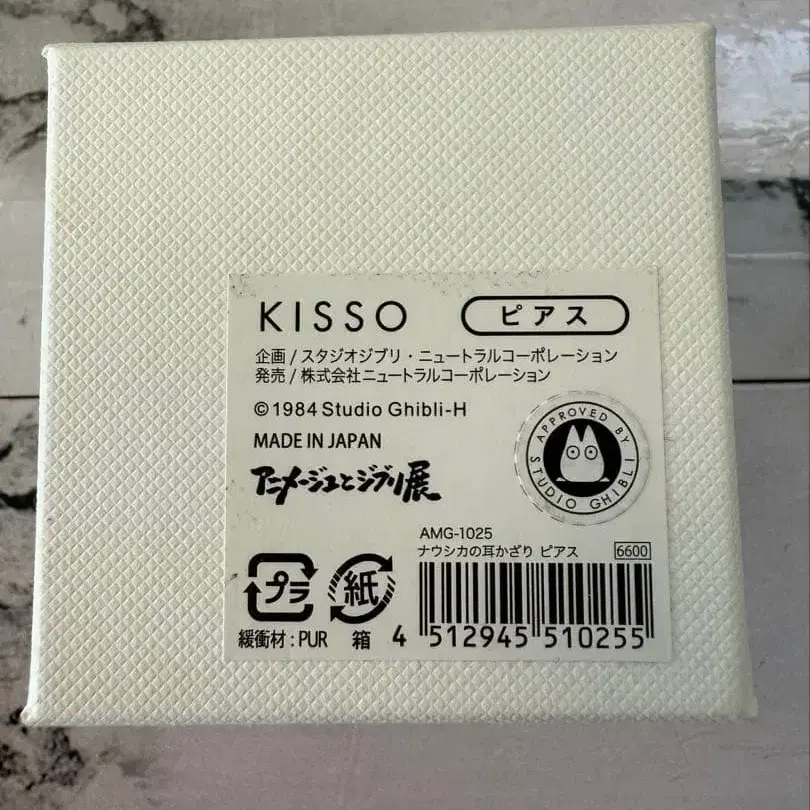 KISSO ピアス
企画 / スタジオジブリ・ニュートラルコーポレーション
発売 / 株式会社ニュートラルコーポレーション
©1984 Studio Ghibli-H
MADE IN JAPAN
アニメージュとジブリ展
APPROVED BY STUDIO GHIBLI
AMG-1025
ナウシカの耳かざり ピアス 6600
プラ 紙
緩衝材 : PUR 箱
4 512945 510255